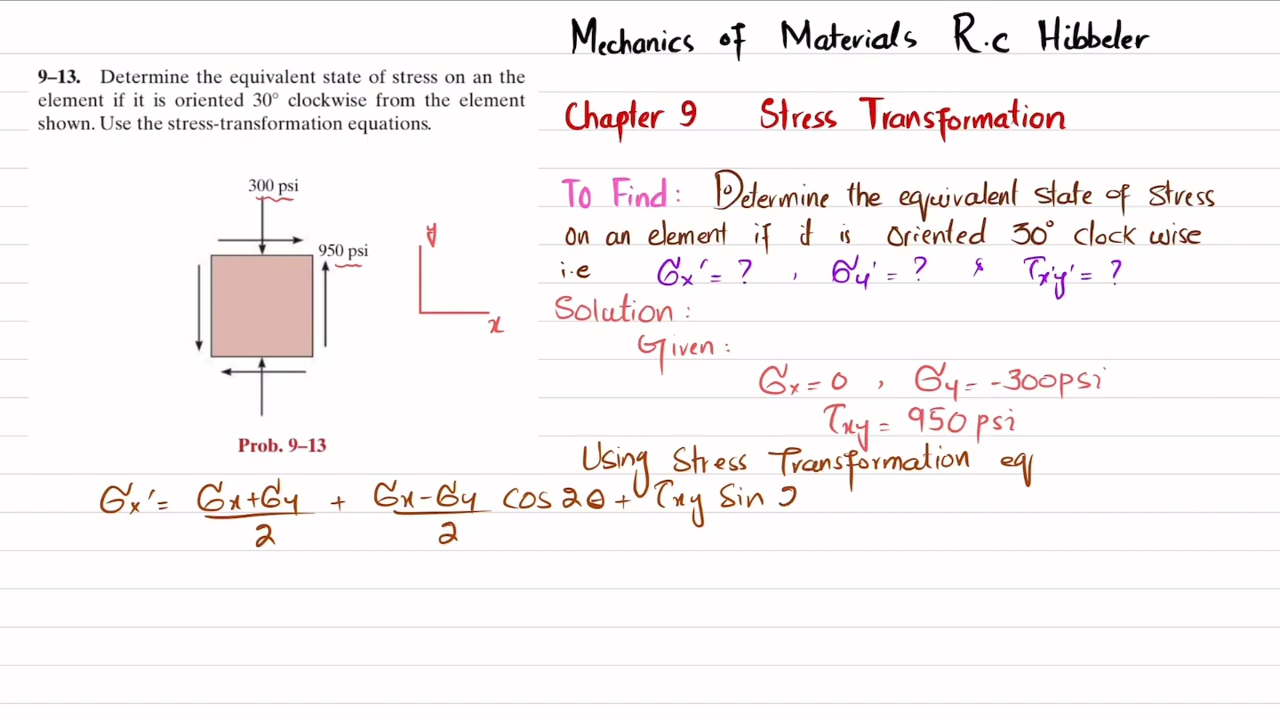 Mechanics of Materials R.c Hibbeler
9–13. Determine the equivalent state of stress on an the
element if it is oriented 30° clockwise from the element
shown. Use the stress-transformation equations.
300 psi
950 psi
y
x
Prob. 9–13
Chapter 9 Stress Transformation
To Find: Determine the equivalent state of stress
on an element if it is oriented 30° clock wise
i.e σx' = ? , σy' = ? & τx'y' = ?
Solution:
Given:
σx = 0 , σy = -300psi
τxy = 950 psi
Using Stress Transformation eq
σx' = σx+σy/2 + σx-σy/2 cos 2θ + τxy Sin